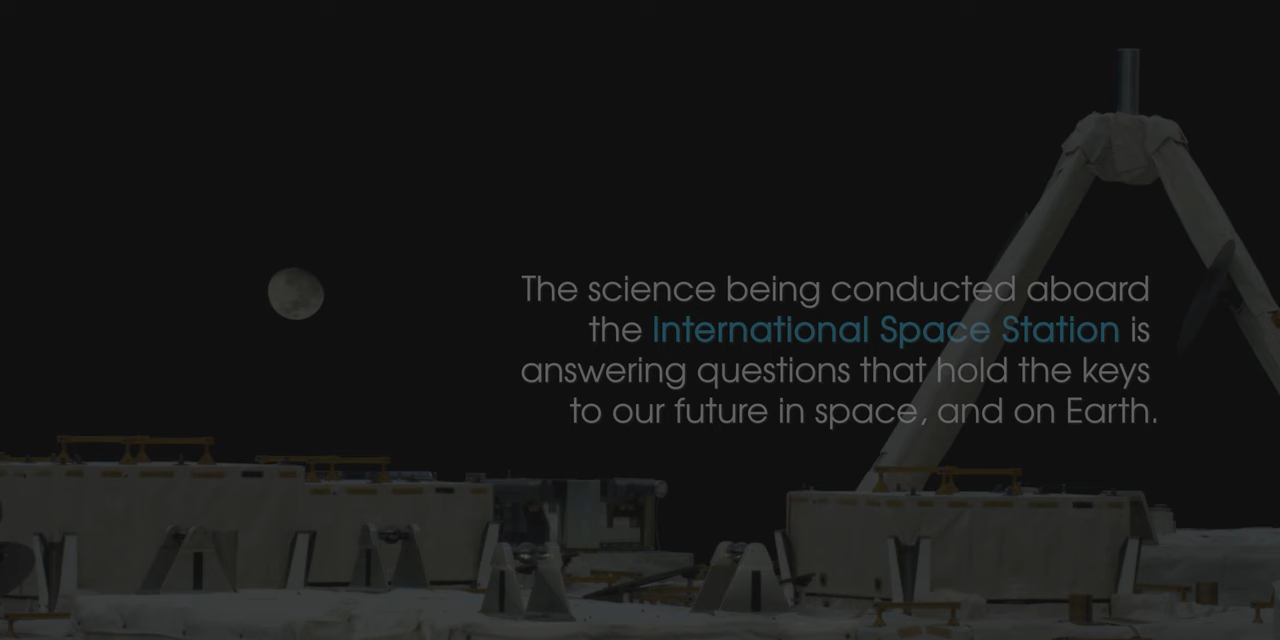 The science being conducted aboard
the International Space Station is
answering questions that hold the keys
to our future in space, and on Earth.